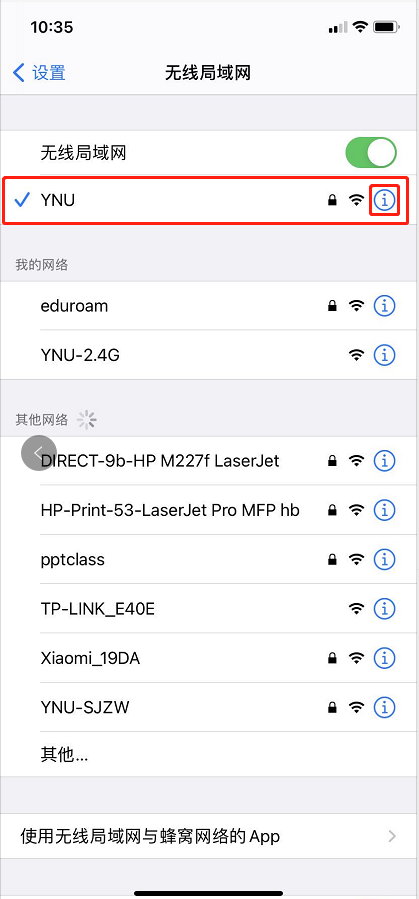 10:35
设置
无线局域网
无线局域网
YNU
我的网络
eduroam
YNU-2.4G
其他网络
DIRECT-9b-HP M227f LaserJet
HP-Print-53-LaserJet Pro MFP hb
pptclass
TP-LINK_E40E
Xiaomi_19DA
YNU-SJZW
其他...
使用无线局域网与蜂窝网络的App